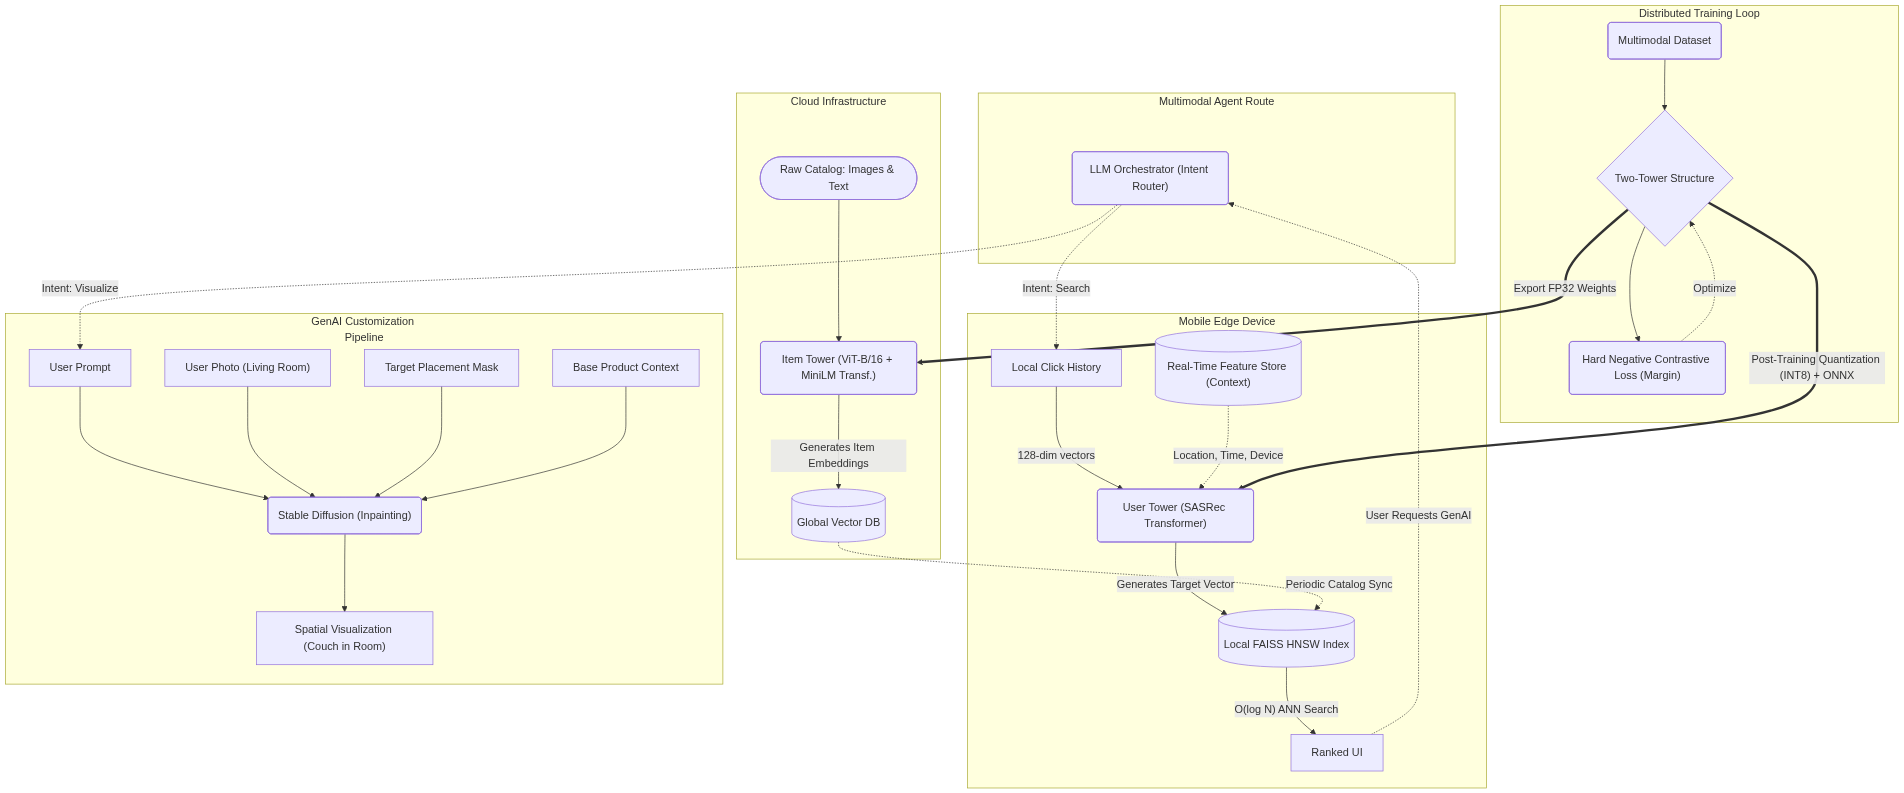 Distributed Training Loop
Multimodal Dataset
Two-Tower Structure
Export FP32 Weights
Optimize
Hard Negative Contrastive
Loss (Margin)
Post-Training Quantization
(INT8) + ONNX
Cloud Infrastructure
Raw Catalog: Images &
Text
Item Tower (ViT-B/16 +
MiniLM Transf.)
Generates Item
Embeddings
Global Vector DB
Multimodal Agent Route
LLM Orchestrator (Intent
Router)
Intent: Visualize
Intent: Search
User Requests GenAI
GenAI Customization
Pipeline
User Prompt
User Photo (Living Room)
Target Placement Mask
Base Product Context
Stable Diffusion (Inpainting)
Spatial Visualization
(Couch in Room)
Mobile Edge Device
Local Click History
Real-Time Feature Store
(Context)
128-dim vectors
Location, Time, Device
User Tower (SASRec
Transformer)
Generates Target Vector
Periodic Catalog Sync
Local FAISS HNSW Index
O(log N) ANN Search
Ranked UI